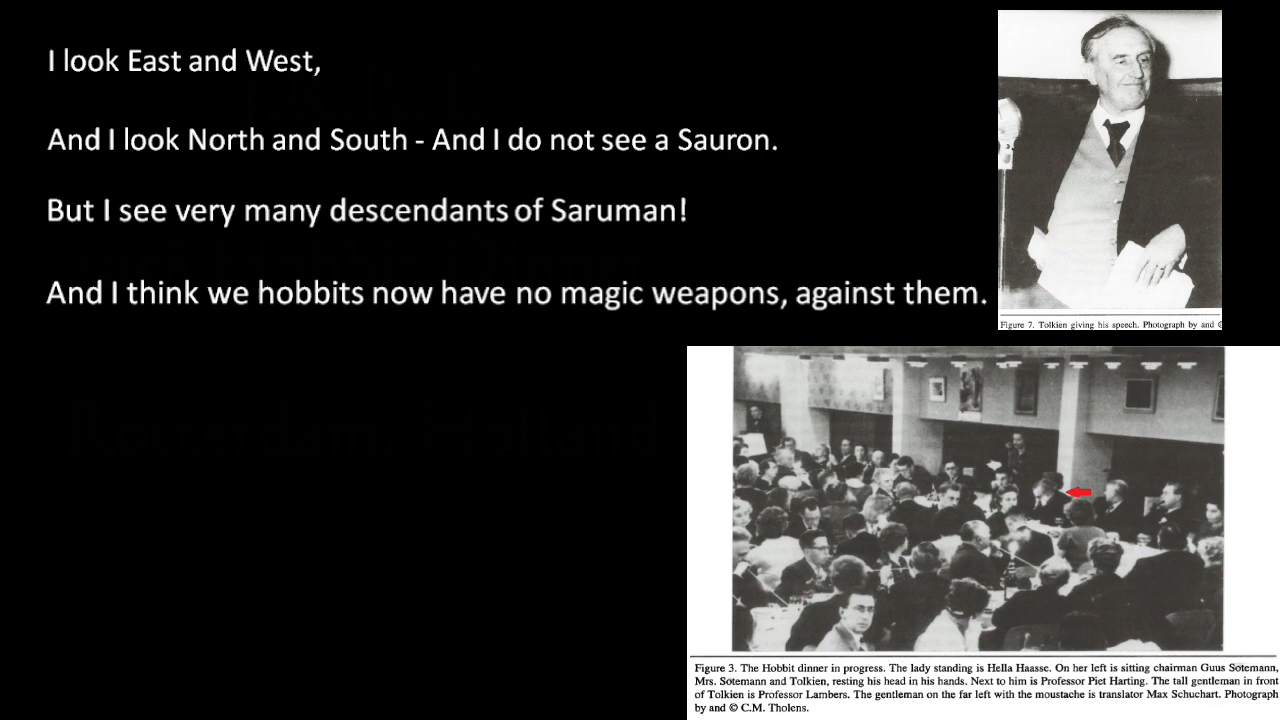 I look East and West,
And I look North and South - And I do not see a Sauron.
But I see very many descendants of Saruman!
And I think we hobbits now have no magic weapons, against them.
Figure 7. Tolkien giving his speech. Photograph by and ©
Figure 3. The Hobbit dinner in progress. The lady standing is Hella Haasse. On her left is sitting chairman Guus Sötemann,
Mrs. Sötemann and Tolkien, resting his head in his hands. Next to him is Professor Piet Harting. The tall gentleman in front
of Tolkien is Professor Lambers. The gentleman on the far left with the moustache is translator Max Schuchart. Photograph
by and © C.M. Tholens.